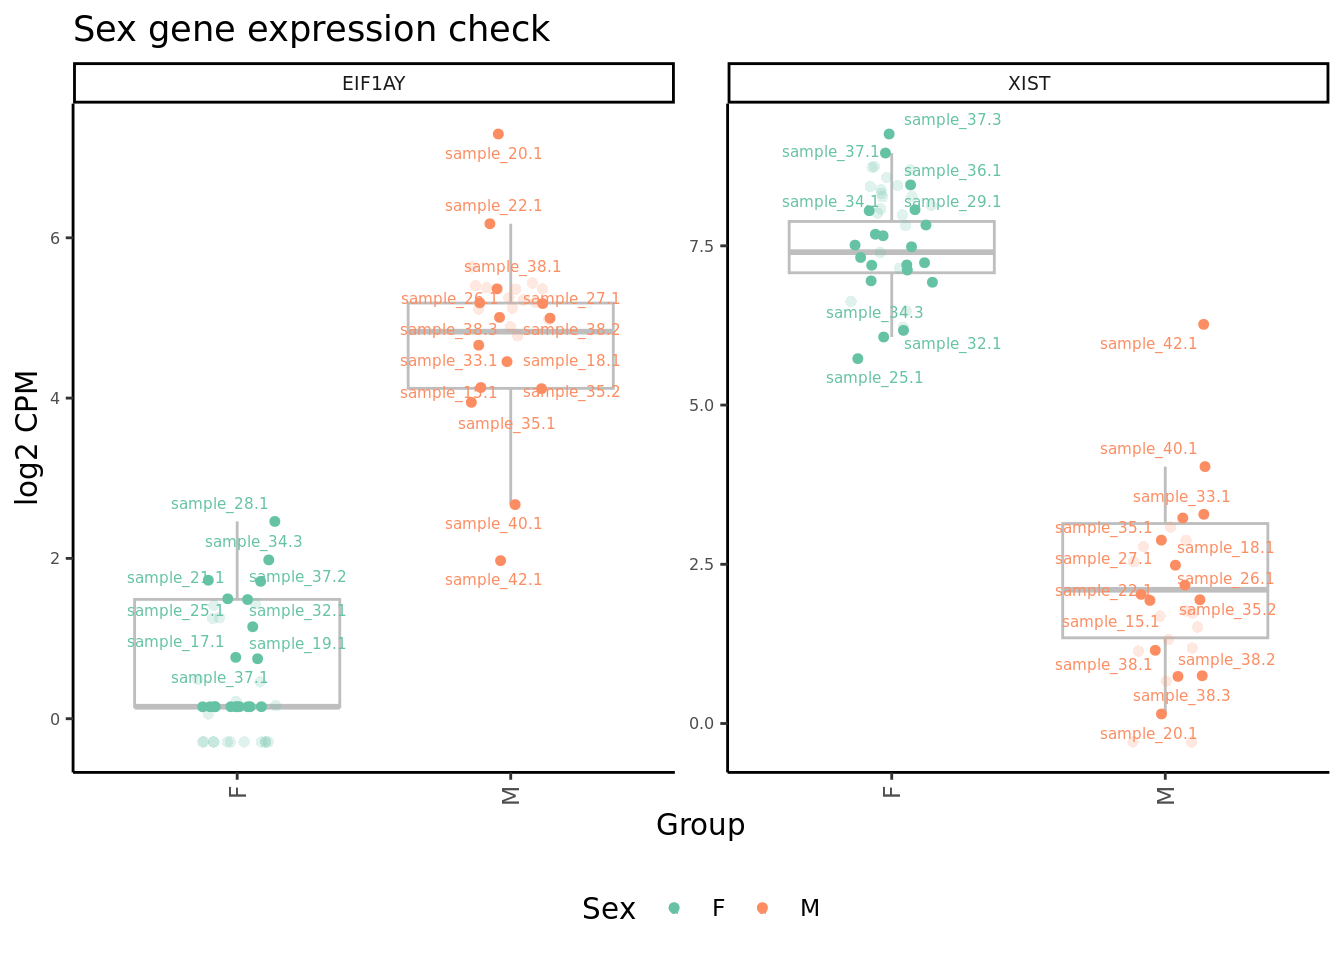 Sex gene expression check
EIF1AY
XIST
log2 CPM
6
4
2
0
sample_20.1
sample_22.1
sample_38.1
sample_26.1
sample_27.1
sample_38.3
sample_38.2
sample_33.1
sample_18.1
sample_15.1
sample_35.2
sample_35.1
sample_28.1
sample_40.1
sample_34.3
sample_21.1
sample_37.2
sample_42.1
sample_25.1
sample_32.1
sample_17.1
sample_19.1
sample_37.1
7.5
5.0
2.5
0.0
sample_37.3
sample_37.1
sample_36.1
sample_34.1
sample_29.1
sample_34.3
sample_32.1
sample_42.1
sample_25.1
sample_40.1
sample_33.1
sample_35.1
sample_18.1
sample_27.1
sample_26.1
sample_22.1
sample_35.2
sample_15.1
sample_38.1
sample_38.2
sample_38.3
sample_20.1
F
M
F
M
Group
Sex F M